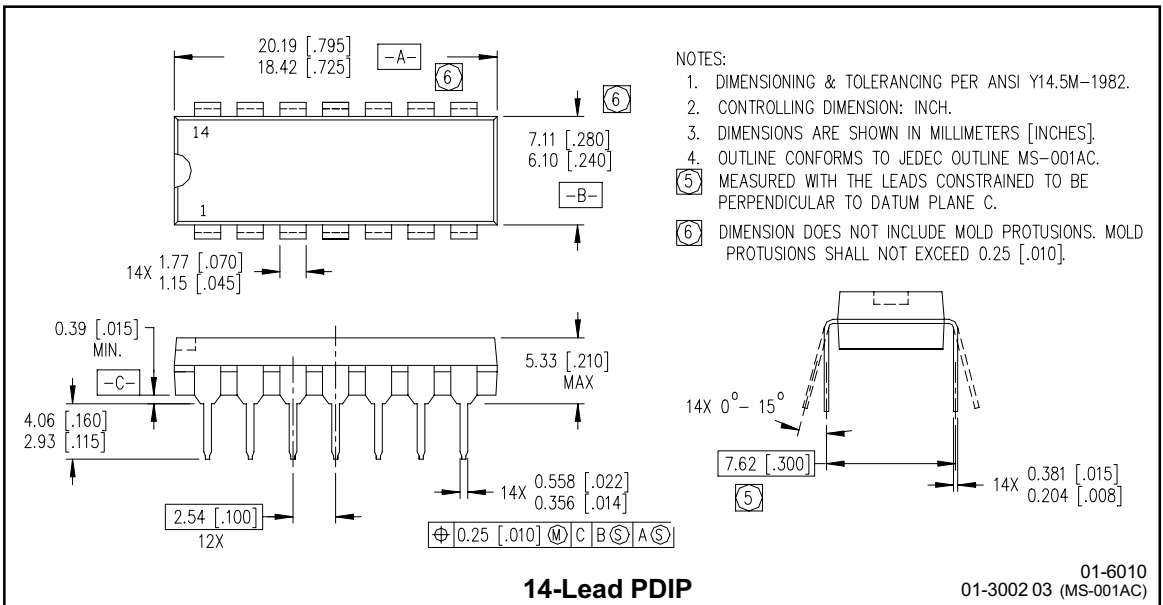 20.19 [.795]
18.42 [.725]
-A-
6
14
1
7.11 [.280]
6.10 [.240]
6
-B-
14X 1.77 [.070]
1.15 [.045]
NOTES:
1. DIMENSIONING & TOLERANCING PER ANSI Y14.5M-1982.
2. CONTROLLING DIMENSION: INCH.
3. DIMENSIONS ARE SHOWN IN MILLIMETERS [INCHES].
4. OUTLINE CONFORMS TO JEDEC OUTLINE MS-001AC.
5 MEASURED WITH THE LEADS CONSTRAINED TO BE
PERPENDICULAR TO DATUM PLANE C.
6 DIMENSION DOES NOT INCLUDE MOLD PROTUSIONS. MOLD
PROTUSIONS SHALL NOT EXCEED 0.25 [.010].
0.39 [.015]
MIN.
-C-
4.06 [.160]
2.93 [.115]
5.33 [.210]
MAX
2.54 [.100]
12X
14X 0.558 [.022]
0.356 [.014]
⌖ 0.25 [.010] Ⓜ C B Ⓢ A Ⓢ
14X 0°- 15°
7.62 [.300]
5
14X 0.381 [.015]
0.204 [.008]
14-Lead PDIP
01-6010
01-3002 03 (MS-001AC)